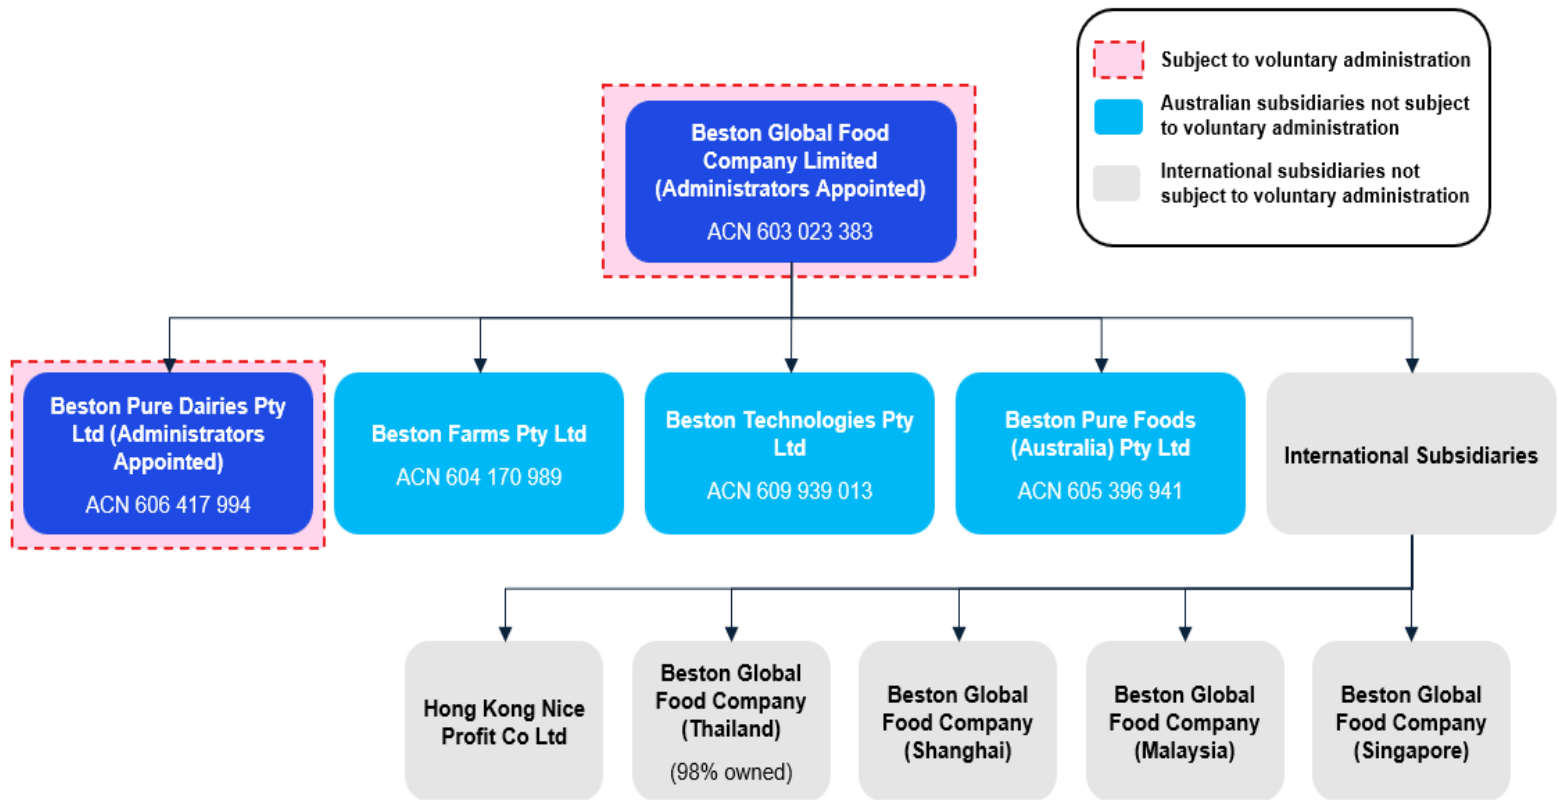 Subject to voluntary administration
Australian subsidiaries not subject
to voluntary administration
International subsidiaries not
subject to voluntary administration
Beston Global Food
Company Limited
(Administrators Appointed)
ACN 603 023 383
Beston Pure Dairies Pty
Ltd (Administrators
Appointed)
ACN 606 417 994
Beston Farms Pty Ltd
ACN 604 170 989
Beston Technologies Pty
Ltd
ACN 609 939 013
Beston Pure Foods
(Australia) Pty Ltd
ACN 605 396 941
International Subsidiaries
Hong Kong Nice
Profit Co Ltd
Beston Global
Food Company
(Thailand)
(98% owned)
Beston Global
Food Company
(Shanghai)
Beston Global
Food Company
(Malaysia)
Beston Global
Food Company
(Singapore)